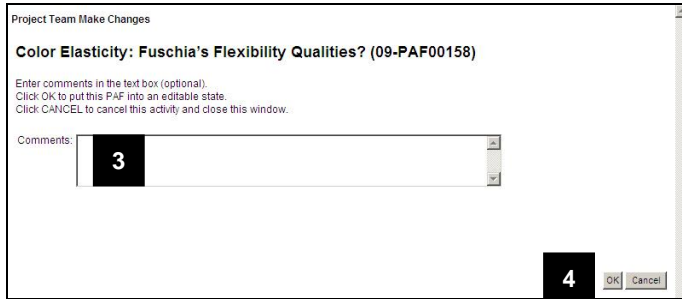 Project Team Make Changes
Color Elasticity: Fuschia's Flexibility Qualities? (09-PAF00158)
Enter comments in the text box (optional).
Click OK to put this PAF into an editable state.
Click CANCEL to cancel this activity and close this window.
Comments:
3
4
OK Cancel